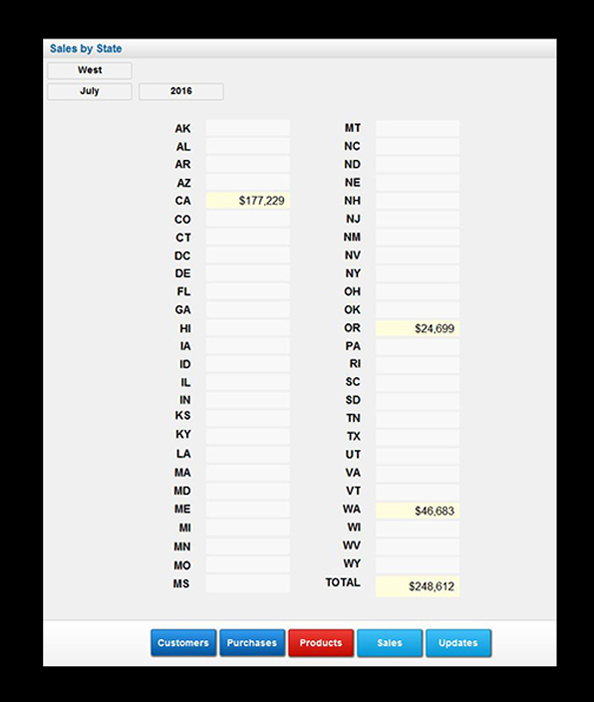 Sales by State
West
July 2016
AK MT
AL NC
AR ND
AZ NE
CA $177,229 NH
CO NJ
CT NM
DC NV
DE NY
FL OH
GA OK
HI OR $24,699
IA PA
ID RI
IL SC
IN SD
KS TN
KY TX
LA UT
MA VA
MD VT
ME WA $46,683
MI WI
MN WV
MO WY
MS TOTAL $248,612
Customers Purchases Products Sales Updates